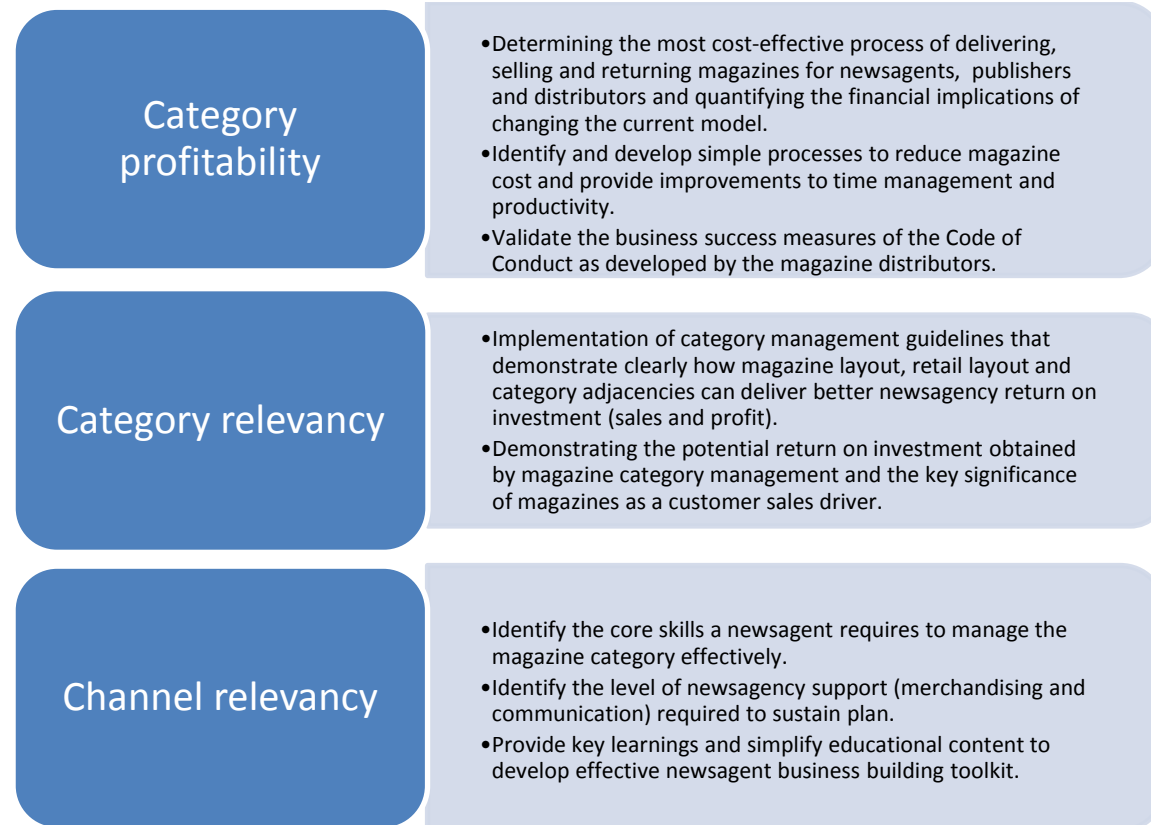 Category
profitability
•Determining the most cost-effective process of delivering,
selling and returning magazines for newsagents, publishers
and distributors and quantifying the financial implications of
changing the current model.
•Identify and develop simple processes to reduce magazine
cost and provide improvements to time management and
productivity.
•Validate the business success measures of the Code of
Conduct as developed by the magazine distributors.
Category relevancy
•Implementation of category management guidelines that
demonstrate clearly how magazine layout, retail layout and
category adjacencies can deliver better newsagency return on
investment (sales and profit).
•Demonstrating the potential return on investment obtained
by magazine category management and the key significance
of magazines as a customer sales driver.
Channel relevancy
•Identify the core skills a newsagent requires to manage the
magazine category effectively.
•Identify the level of newsagency support (merchandising and
communication) required to sustain plan.
•Provide key learnings and simplify educational content to
develop effective newsagent business building toolkit.